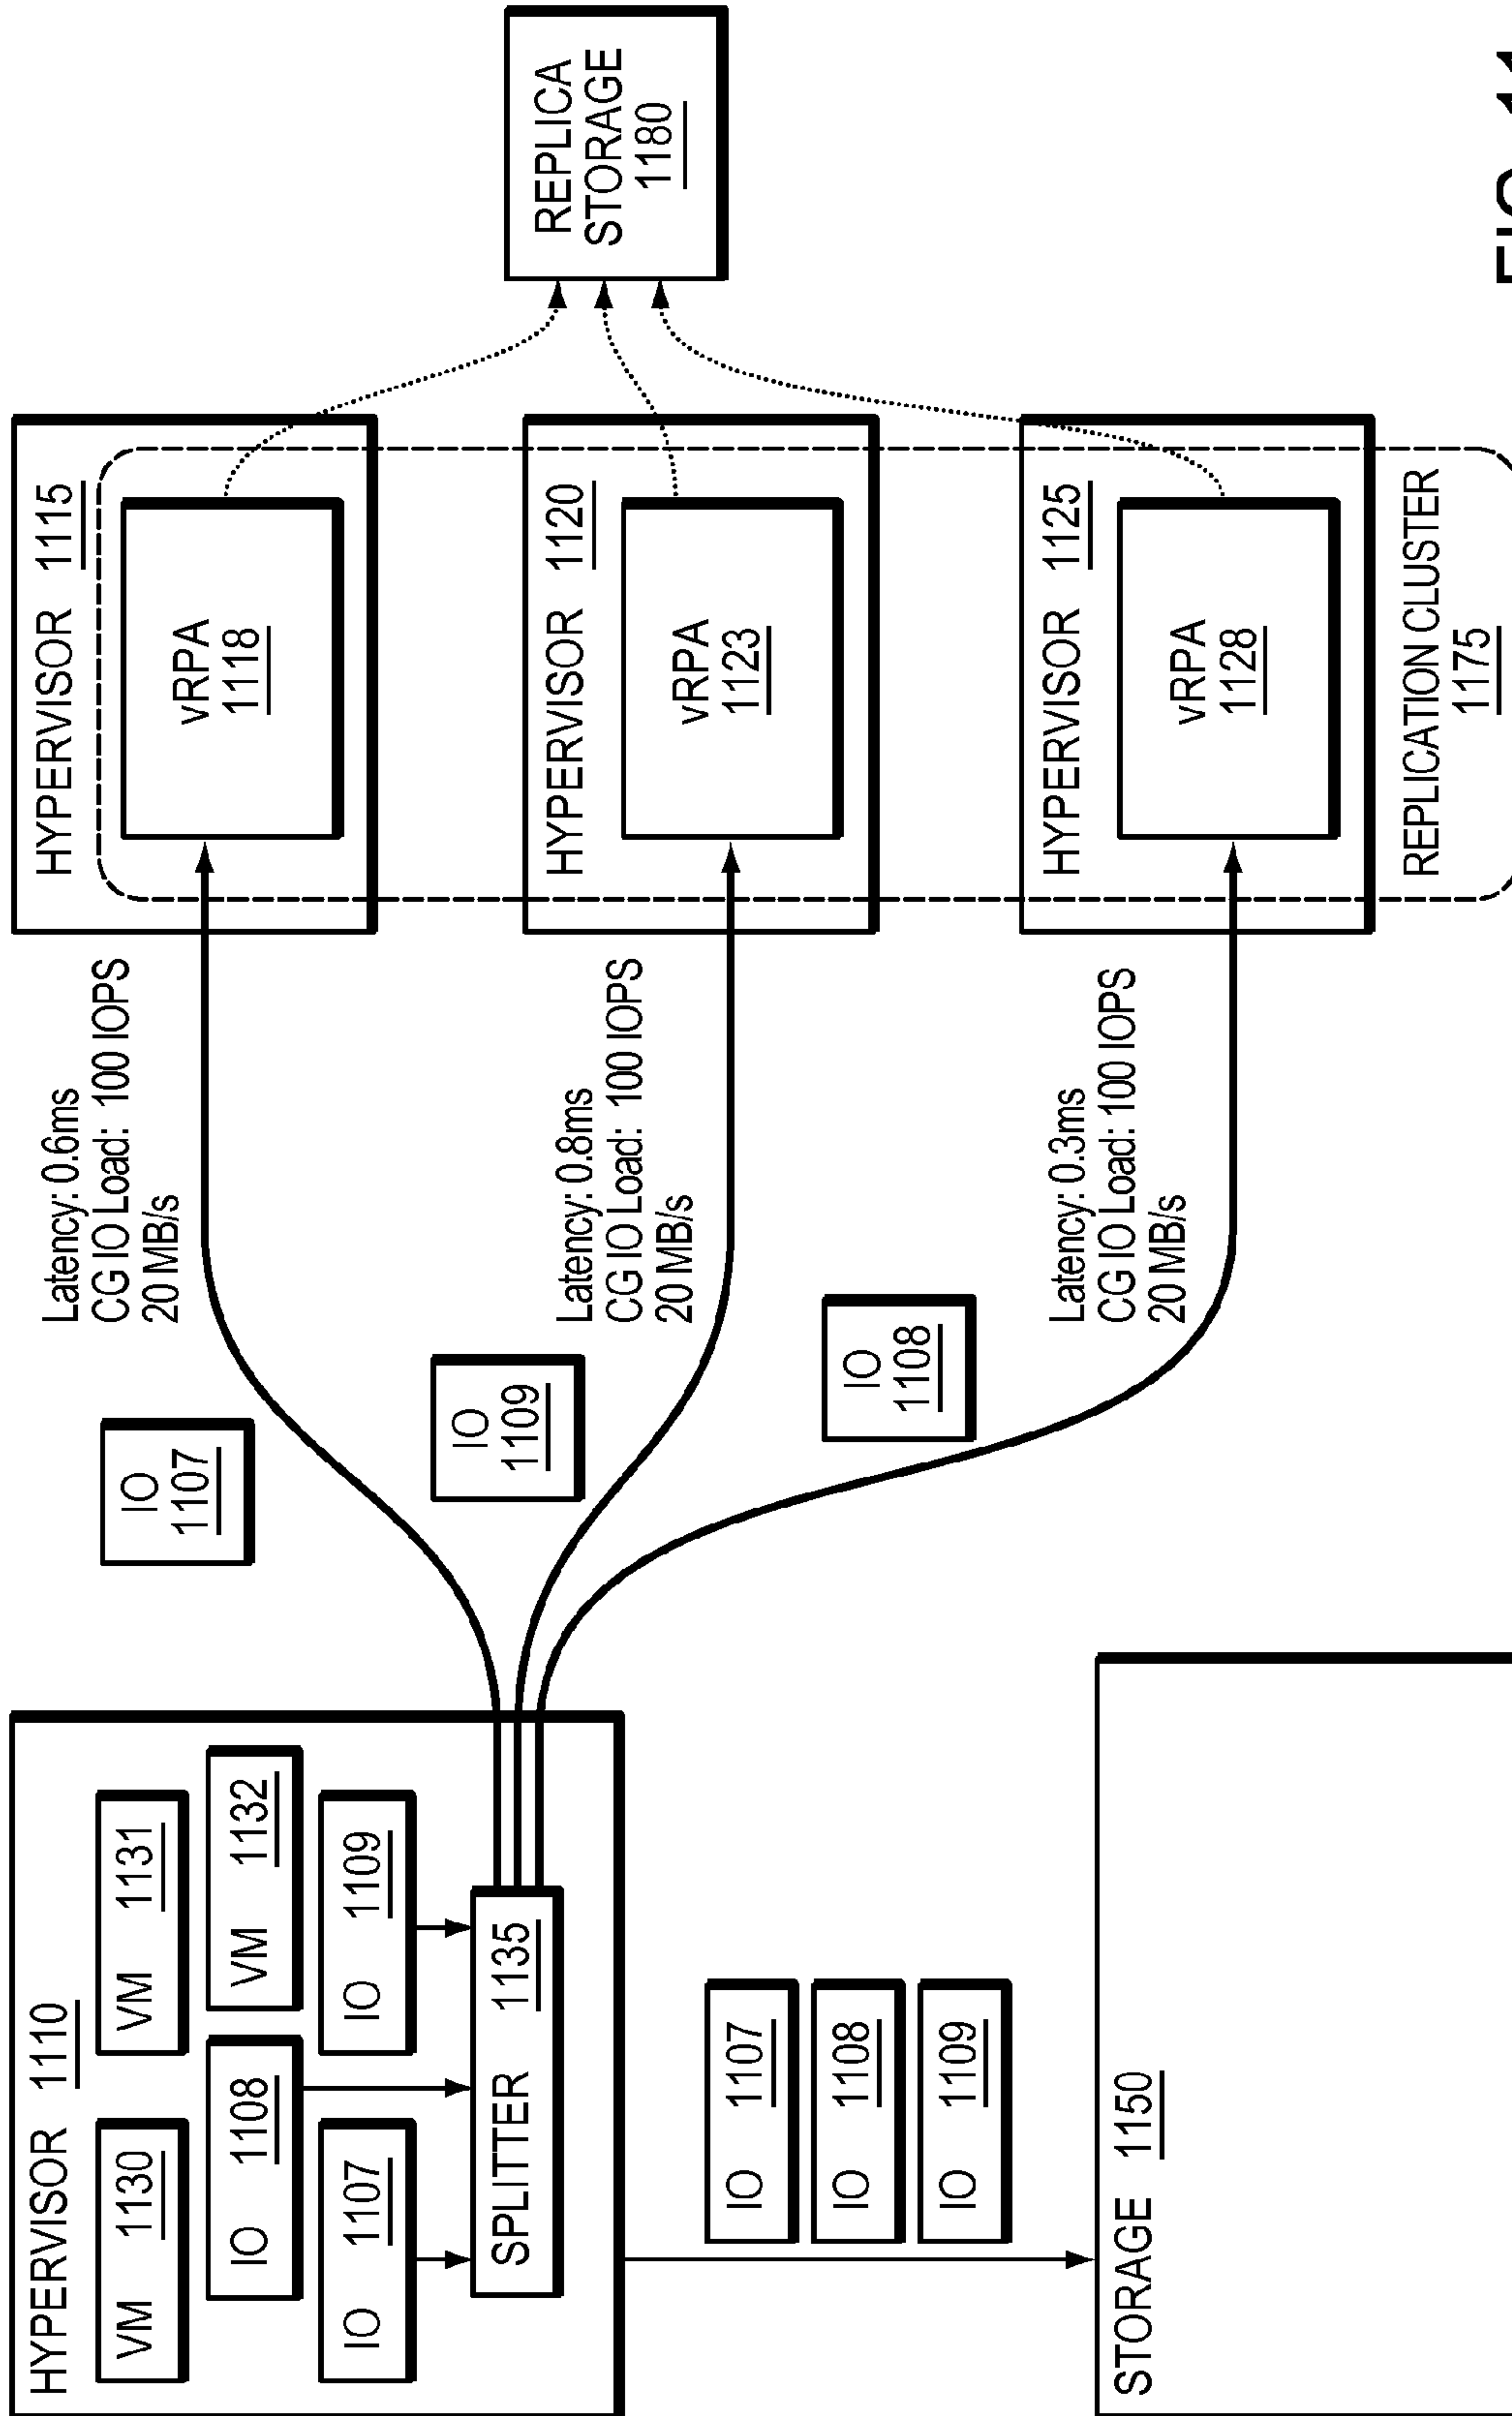 HYPERVISOR 1110
VM 1130
VM 1131
IO 1108
VM 1132
IO 1107
IO 1109
SPLITTER 1135
IO 1107
IO 1108
IO 1109
STORAGE 1150
IO
1107
IO
1109
IO
1108
Latency: 0.6ms
CG IO Load: 100 IOPS
20 MB/s
Latency: 0.8ms
CG IO Load: 100 IOPS
20 MB/s
Latency: 0.3ms
CG IO Load: 100 IOPS
20 MB/s
HYPERVISOR 1115
vRPA
1118
HYPERVISOR 1120
vRPA
1123
HYPERVISOR 1125
vRPA
1128
REPLICATION CLUSTER
1175
REPLICA
STORAGE
1180